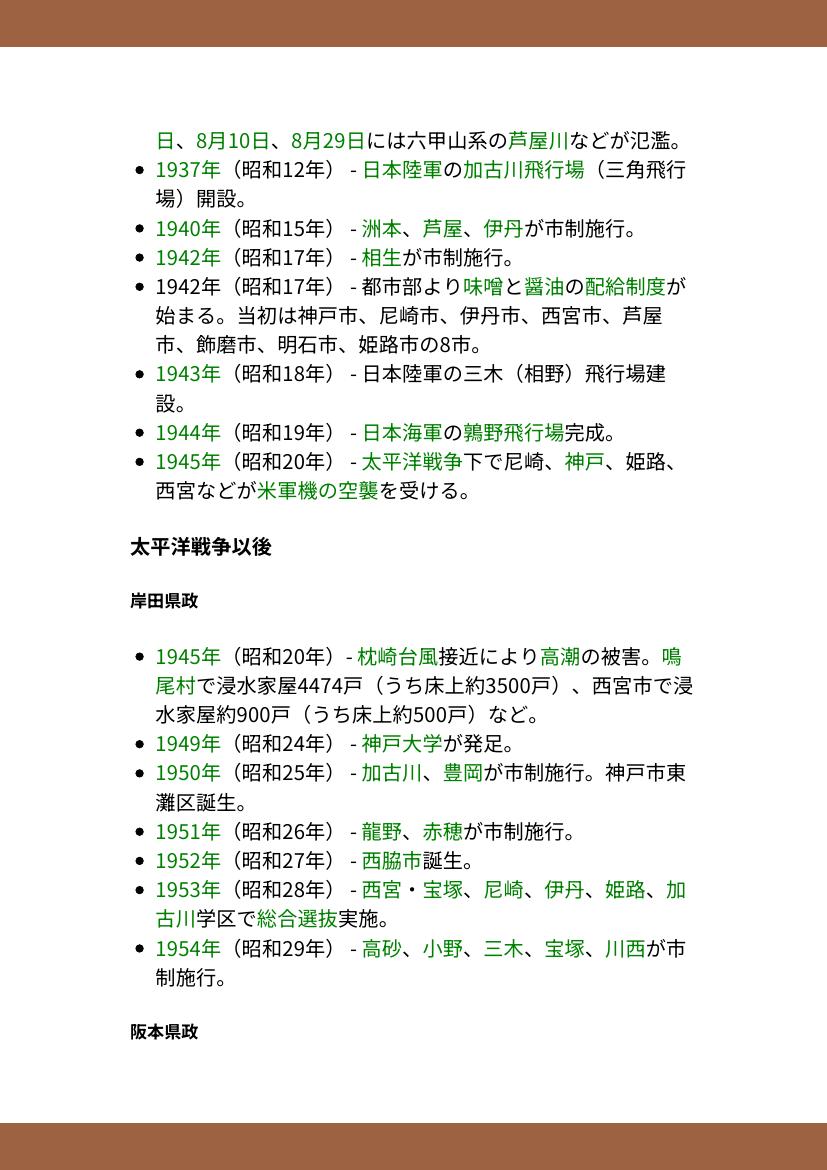 日、8月10日、8月29日には六甲山系の芦屋川などが氾濫。
● 1937年（昭和12年） - 日本陸軍の加古川飛行場（三角飛行
場）開設。
● 1940年（昭和15年） - 洲本、芦屋、伊丹が市制施行。
● 1942年（昭和17年） - 相生が市制施行。
● 1942年（昭和17年） - 都市部より味噌と醤油の配給制度が
始まる。当初は神戸市、尼崎市、伊丹市、西宮市、芦屋
市、飾磨市、明石市、姫路市の8市。
● 1943年（昭和18年） - 日本陸軍の三木（相野）飛行場建
設。
● 1944年（昭和19年） - 日本海軍の鶉野飛行場完成。
● 1945年（昭和20年） - 太平洋戦争下で尼崎、神戸、姫路、
西宮などが米軍機の空襲を受ける。
太平洋戦争以後
岸田県政
● 1945年（昭和20年）- 枕崎台風接近により高潮の被害。鳴
尾村で浸水家屋4474戸（うち床上約3500戸）、西宮市で浸
水家屋約900戸（うち床上約500戸）など。
● 1949年（昭和24年） - 神戸大学が発足。
● 1950年（昭和25年） - 加古川、豊岡が市制施行。神戸市東
灘区誕生。
● 1951年（昭和26年） - 龍野、赤穂が市制施行。
● 1952年（昭和27年） - 西脇市誕生。
● 1953年（昭和28年） - 西宮・宝塚、尼崎、伊丹、姫路、加
古川学区で総合選抜実施。
● 1954年（昭和29年） - 高砂、小野、三木、宝塚、川西が市
制施行。
阪本県政